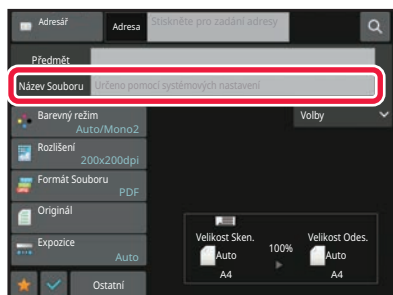 Adresář
Adresa
Stiskněte pro zadání adresy
Předmět
Název Souboru
Určeno pomocí systémových nastavení
Barevný režim
Auto/Mono2
Volby
Rozlišení
200x200dpi
Formát Souboru
PDF
Originál
Expozice
Auto
Velikost Sken.
Auto
A4
100%
Velikost Odes.
Auto
A4
Ostatní